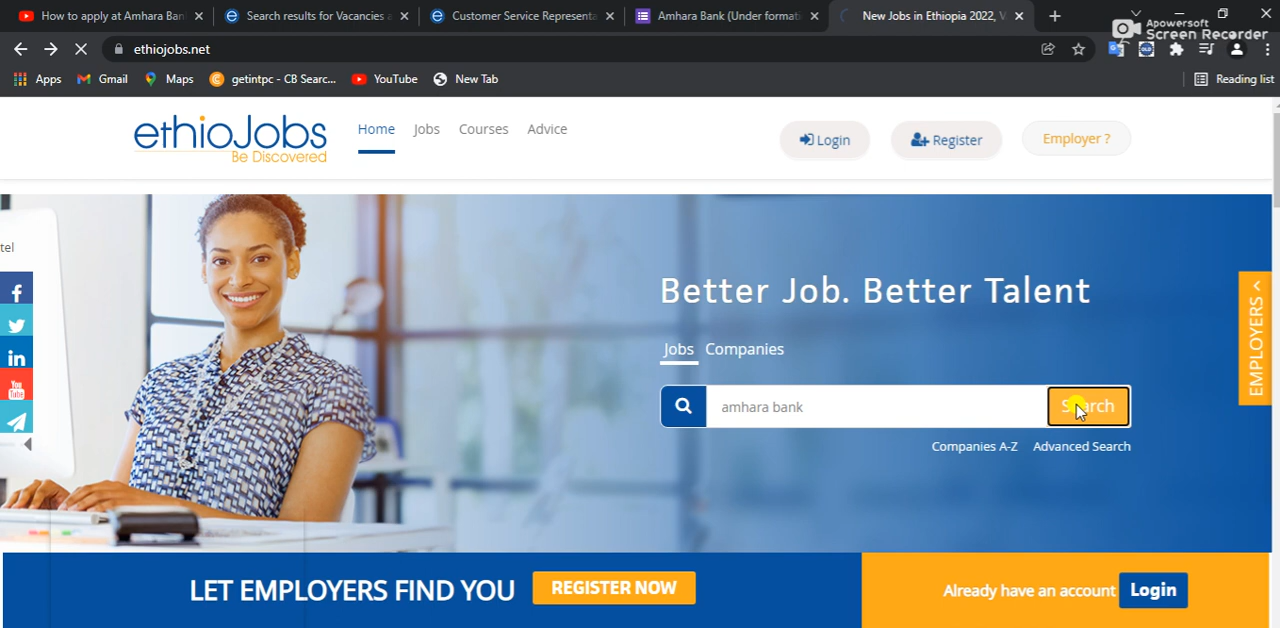 How to apply at Amhara Ban
Search results for Vacancies a
Customer Service Representa
Amhara Bank (Under formati
New Jobs in Ethiopia 2022, V
Apowersoft
Screen Recorder
ethiojobs.net
Apps
Gmail
Maps
getintpc - CB Searc...
YouTube
New Tab
Reading list
ethioJobs
Be Discovered
Home
Jobs
Courses
Advice
Login
Register
Employer ?
tel
Better Job. Better Talent
Jobs
Companies
amhara bank
Search
Companies A-Z
Advanced Search
EMPLOYERS
LET EMPLOYERS FIND YOU
REGISTER NOW
Already have an account
Login